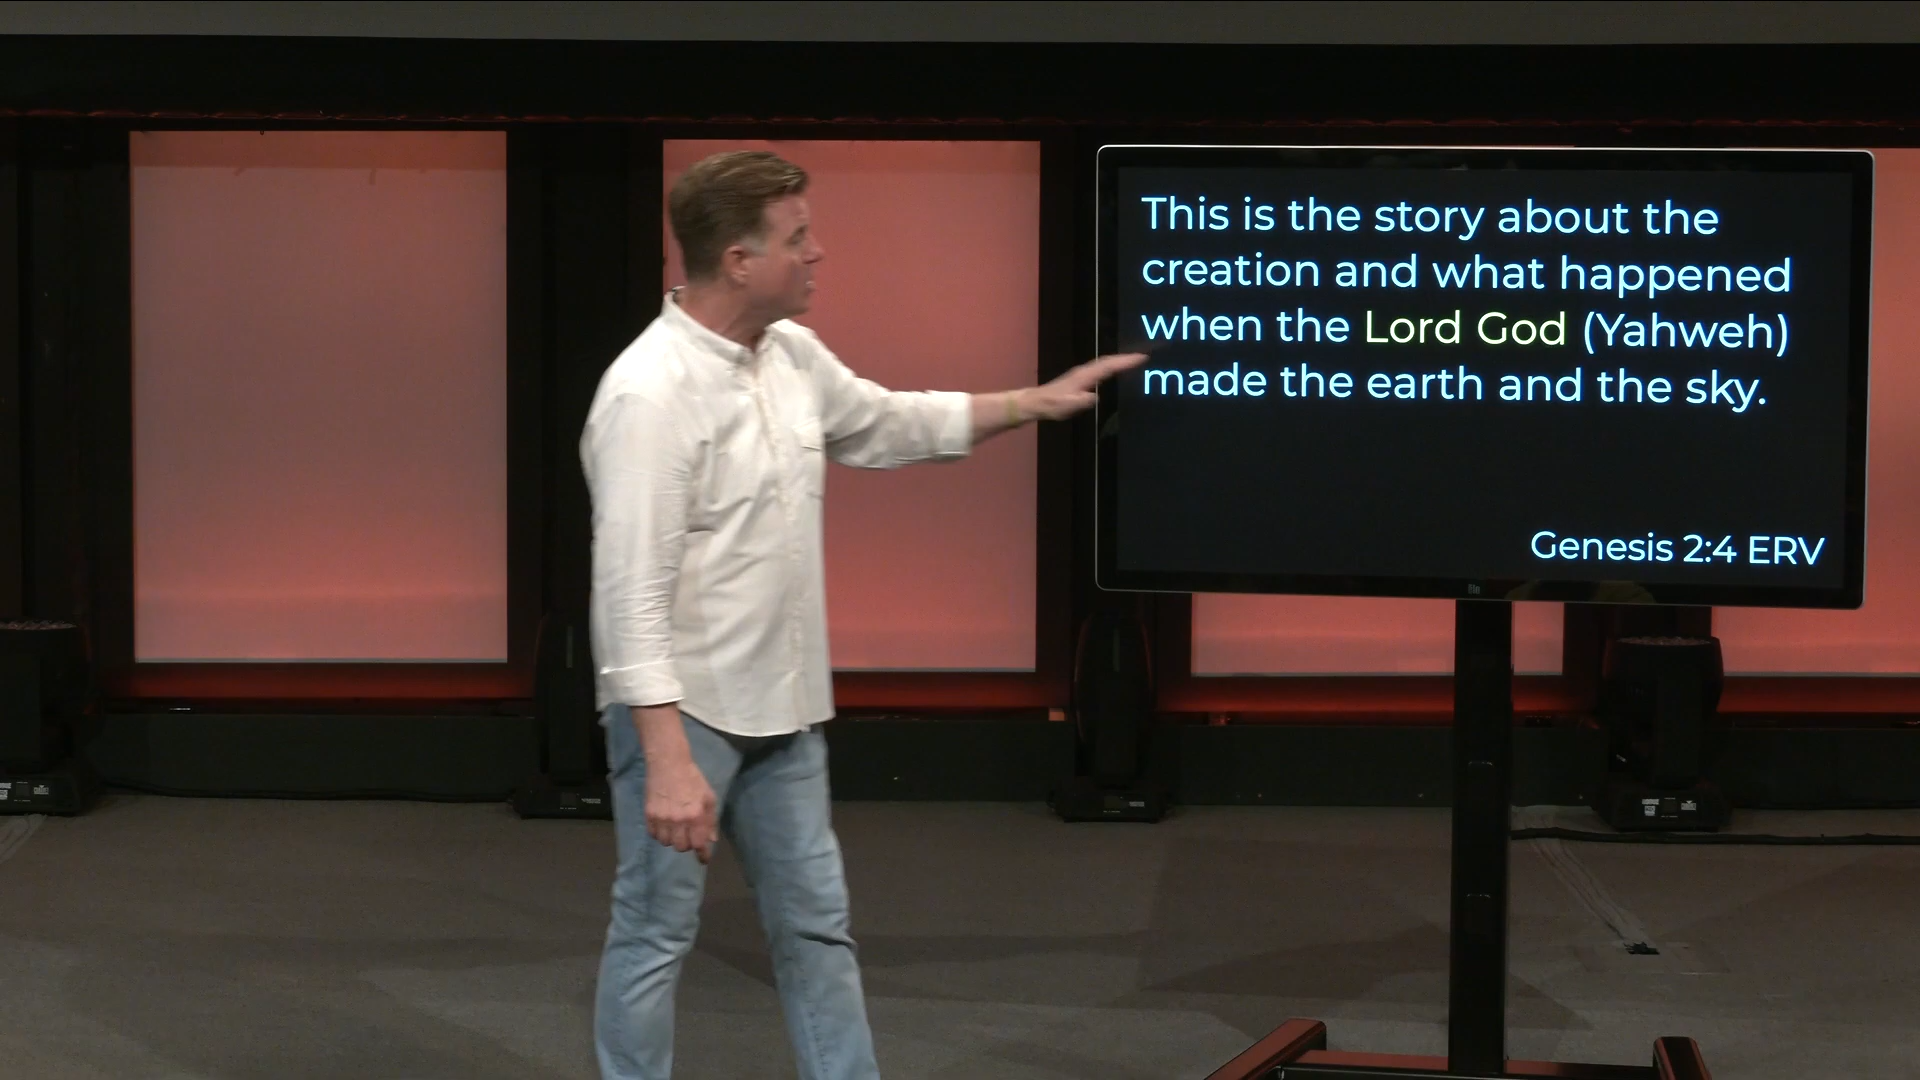 This is the story about the
creation and what happened
when the Lord God (Yahweh)
made the earth and the sky.
Genesis 2:4 ERV
elo